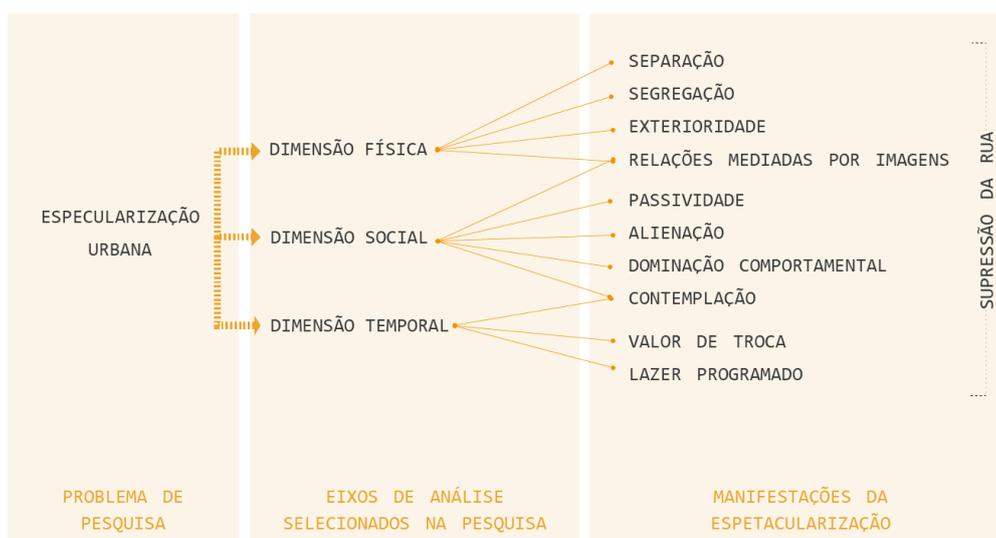 ESPECULARIZAÇÃO
URBANA
DIMENSÃO FÍSICA
DIMENSÃO SOCIAL
DIMENSÃO TEMPORAL
SEPARAÇÃO
SEGREGAÇÃO
EXTERIORIDADE
RELAÇÕES MEDIADAS POR IMAGENS
PASSIVIDADE
ALIENAÇÃO
DOMINAÇÃO COMPORTAMENTAL
CONTEMPLAÇÃO
VALOR DE TROCA
LAZER PROGRAMADO
SUPRESSÃO DA RUA
PROBLEMA DE
PESQUISA
EIXOS DE ANÁLISE
SELECIONADOS NA PESQUISA
MANIFESTAÇÕES DA
ESPETACULARIZAÇÃO